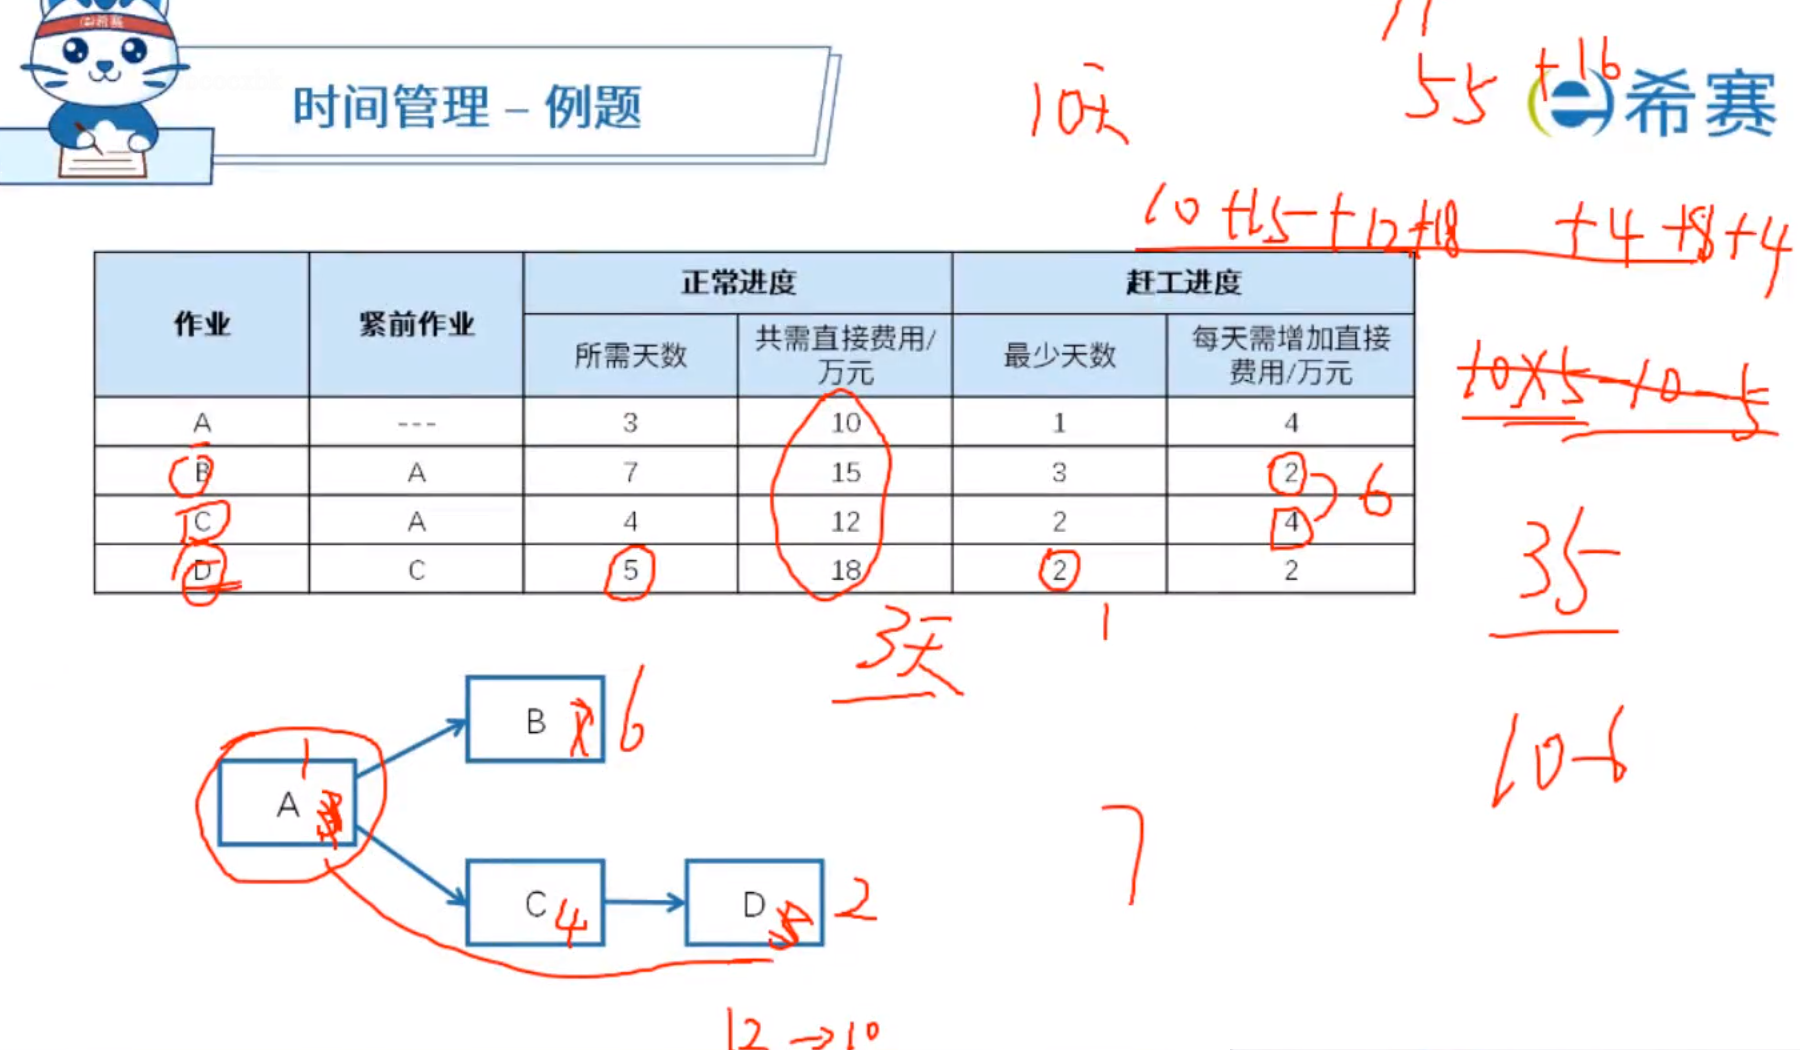 希赛
时间管理 – 例题
11
55 + 16
10天
希赛
10 + 15 + 12 + 18 + 4 + 8 + 4
作业 紧前作业 正常进度 赶工进度
所需天数 共需直接费用/万元 最少天数 每天需增加直接费用/万元
A --- 3 10 1 4
B A 7 15 3 2
C A 4 12 2 4
D C 5 18 2 2
6
10×5-10-5
35
3天
1
10-6
B 6
1
A
7
C 4
D 2
12→10